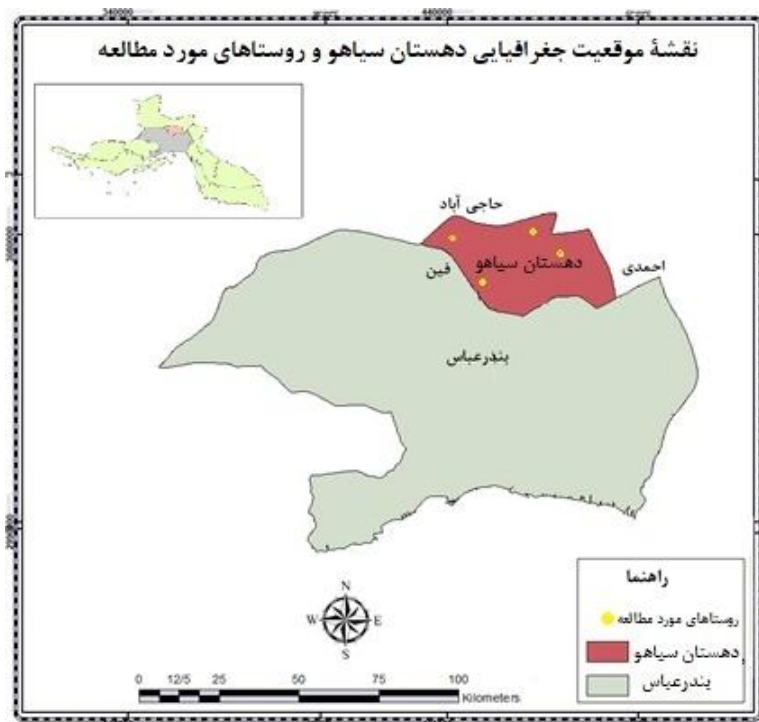 نقشهٔ موقعیت جغرافیایی دهستان سیاهو و روستاهای مورد مطالعه
حاجی آباد
دهستان سیاهو
احمدی
فین
بندرعباس
راهنما
روستاهای مورد مطالعه
دهستان سیاهو
بندرعباس
N
W E
S
0 12/5 25 50 75 100
Kilometers